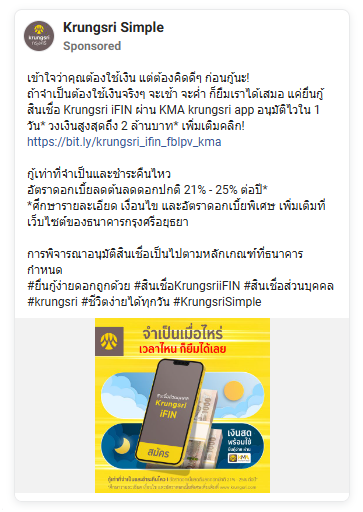 Krungsri Simple
Sponsored
krungsri
กรุงศรี
เข้าใจว่าคุณต้องใช้เงิน แต่ต้องคิดดีๆ ก่อนกู้นะ!
ถ้าจำเป็นต้องใช้เงินจริงๆ จะเช้า จะค่ำ ก็ยืมเราได้เสมอ แค่ยื่นกู้
สินเชื่อ Krungsri iFIN ผ่าน KMA krungsri app อนุมัติไวใน 1
วัน* วงเงินสูงสุดถึง 2 ล้านบาท* เพิ่มเติมคลิก!
https://bit.ly/krungsri_ifin_fblpv_kma
กู้เท่าที่จำเป็นและชำระคืนไหว
อัตราดอกเบี้ยลดต้นลดดอกปกติ 21% - 25% ต่อปี*
*ศึกษารายละเอียด เงื่อนไข และอัตราดอกเบี้ยพิเศษ เพิ่มเติมที่
เว็บไซต์ของธนาคารกรุงศรีอยุธยา
การพิจารณาอนุมัติสินเชื่อเป็นไปตามหลักเกณฑ์ที่ธนาคาร
กำหนด
#ยื่นกู้ง่ายดอกถูกด้วย #สินเชื่อKrungsriiFIN #สินเชื่อส่วนบุคคล
#krungsri #ชีวิตง่ายได้ทุกวัน #KrungsriSimple
จำเป็นเมื่อไหร่
เวลาไหน ก็ยืมได้เลย
สินเชื่อส่วนบุคคล
Krungsri
iFIN
สมัคร
เงินสด
พร้อมใช้